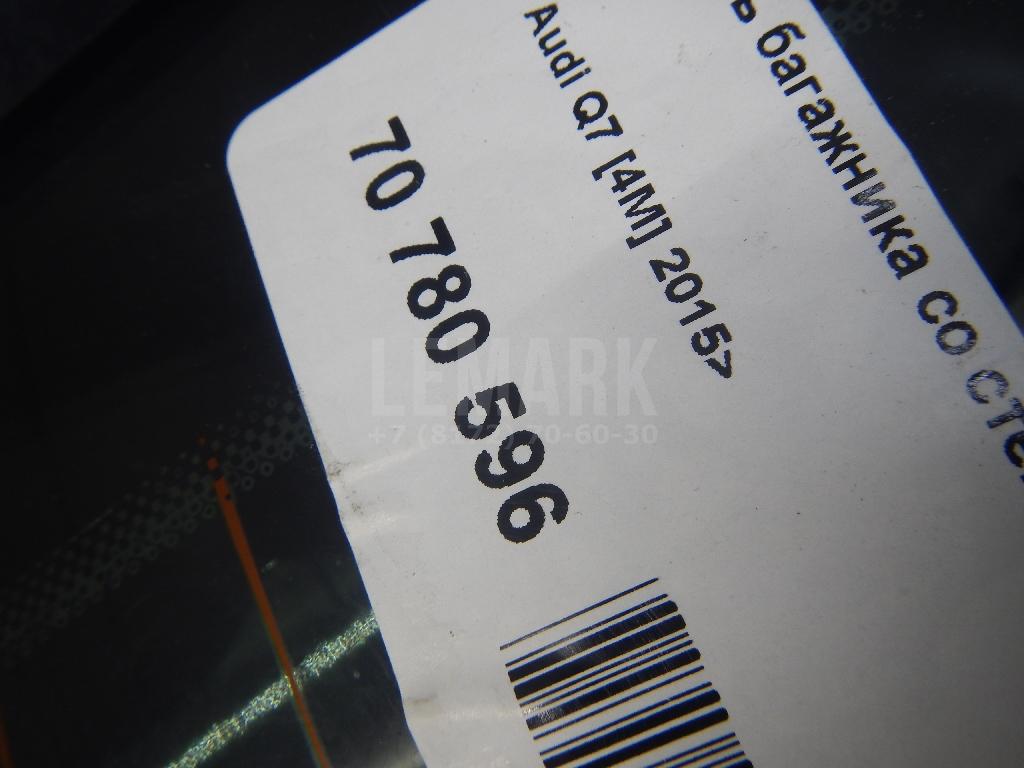 ь багажника со сте
Audi Q7 [4M] 2015>
70 780 596
LEMARK